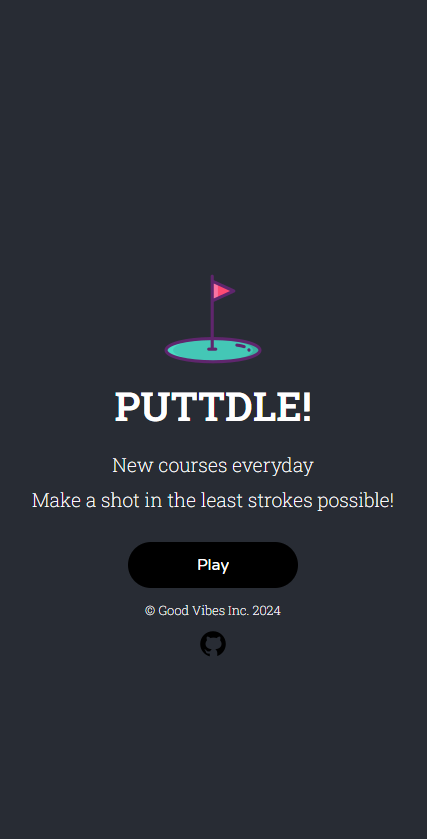 PUTTDLE!
New courses everyday
Make a shot in the least strokes possible!
Play
© Good Vibes Inc. 2024